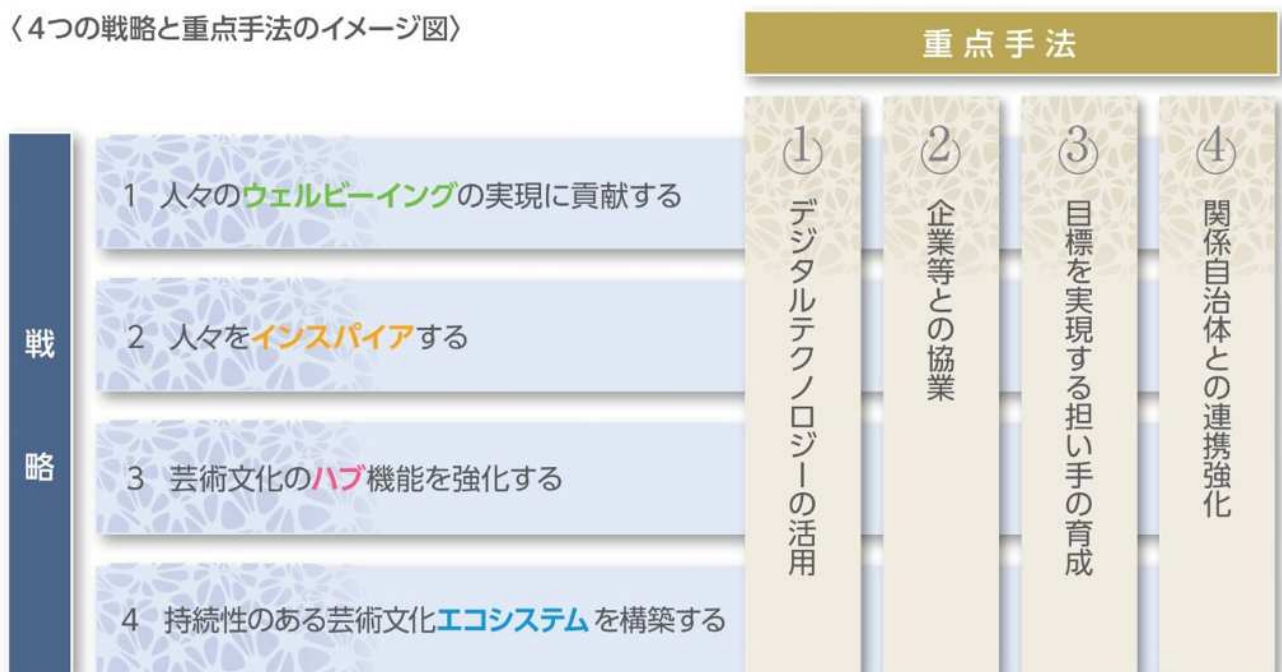 〈4つの戦略と重点手法のイメージ図〉
重点手法
戦略
1 人々のウェルビーイングの実現に貢献する
2 人々をインスパイアする
3 芸術文化のハブ機能を強化する
4 持続性のある芸術文化エコシステムを構築する
① デジタルテクノロジーの活用
② 企業等との協業
③ 目標を実現する担い手の育成
④ 関係自治体との連携強化